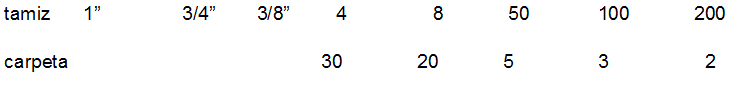 tamiz 1” 3/4” 3/8” 4 8 50 100 200
carpeta 30 20 5 3 2